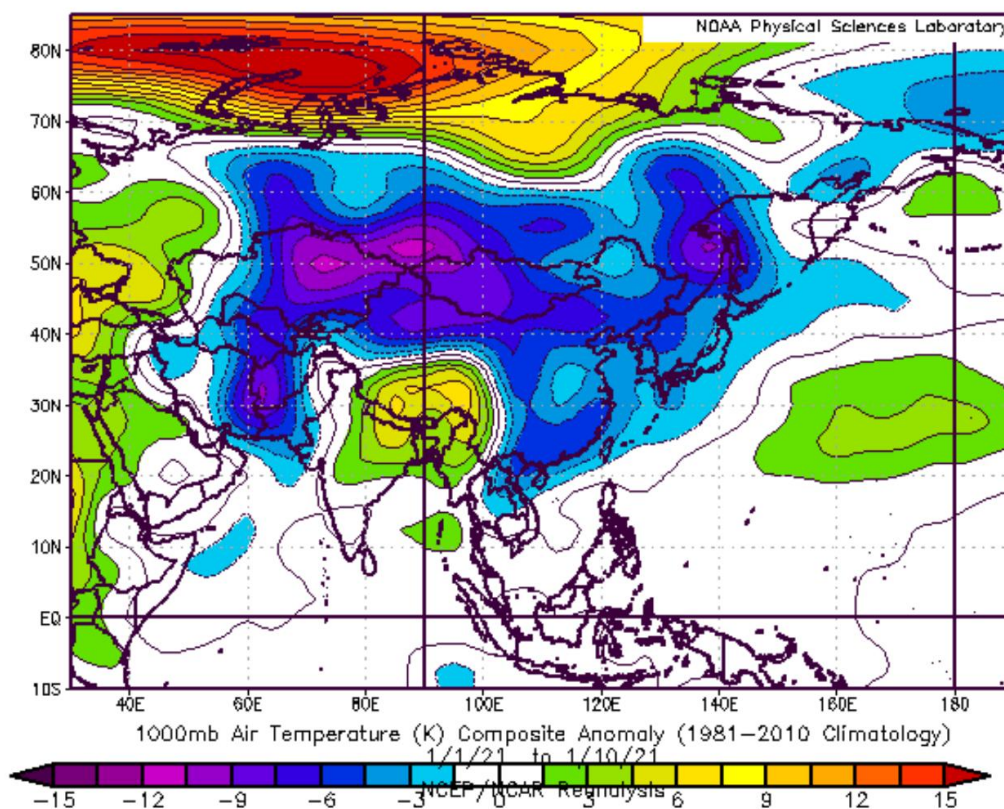 NOAA Physical Sciences Laboratory
80N
70N
60N
50N
40N
30N
20N
10N
EQ
10S
40E 60E 80E 100E 120E 140E 160E 180
1000mb Air Temperature (K) Composite Anomaly (1981−2010 Climatology)
1/1/21 to 1/10/21
NCEP/NCAR Reanalysis
−15 −12 −9 −6 −3 0 3 6 9 12 15